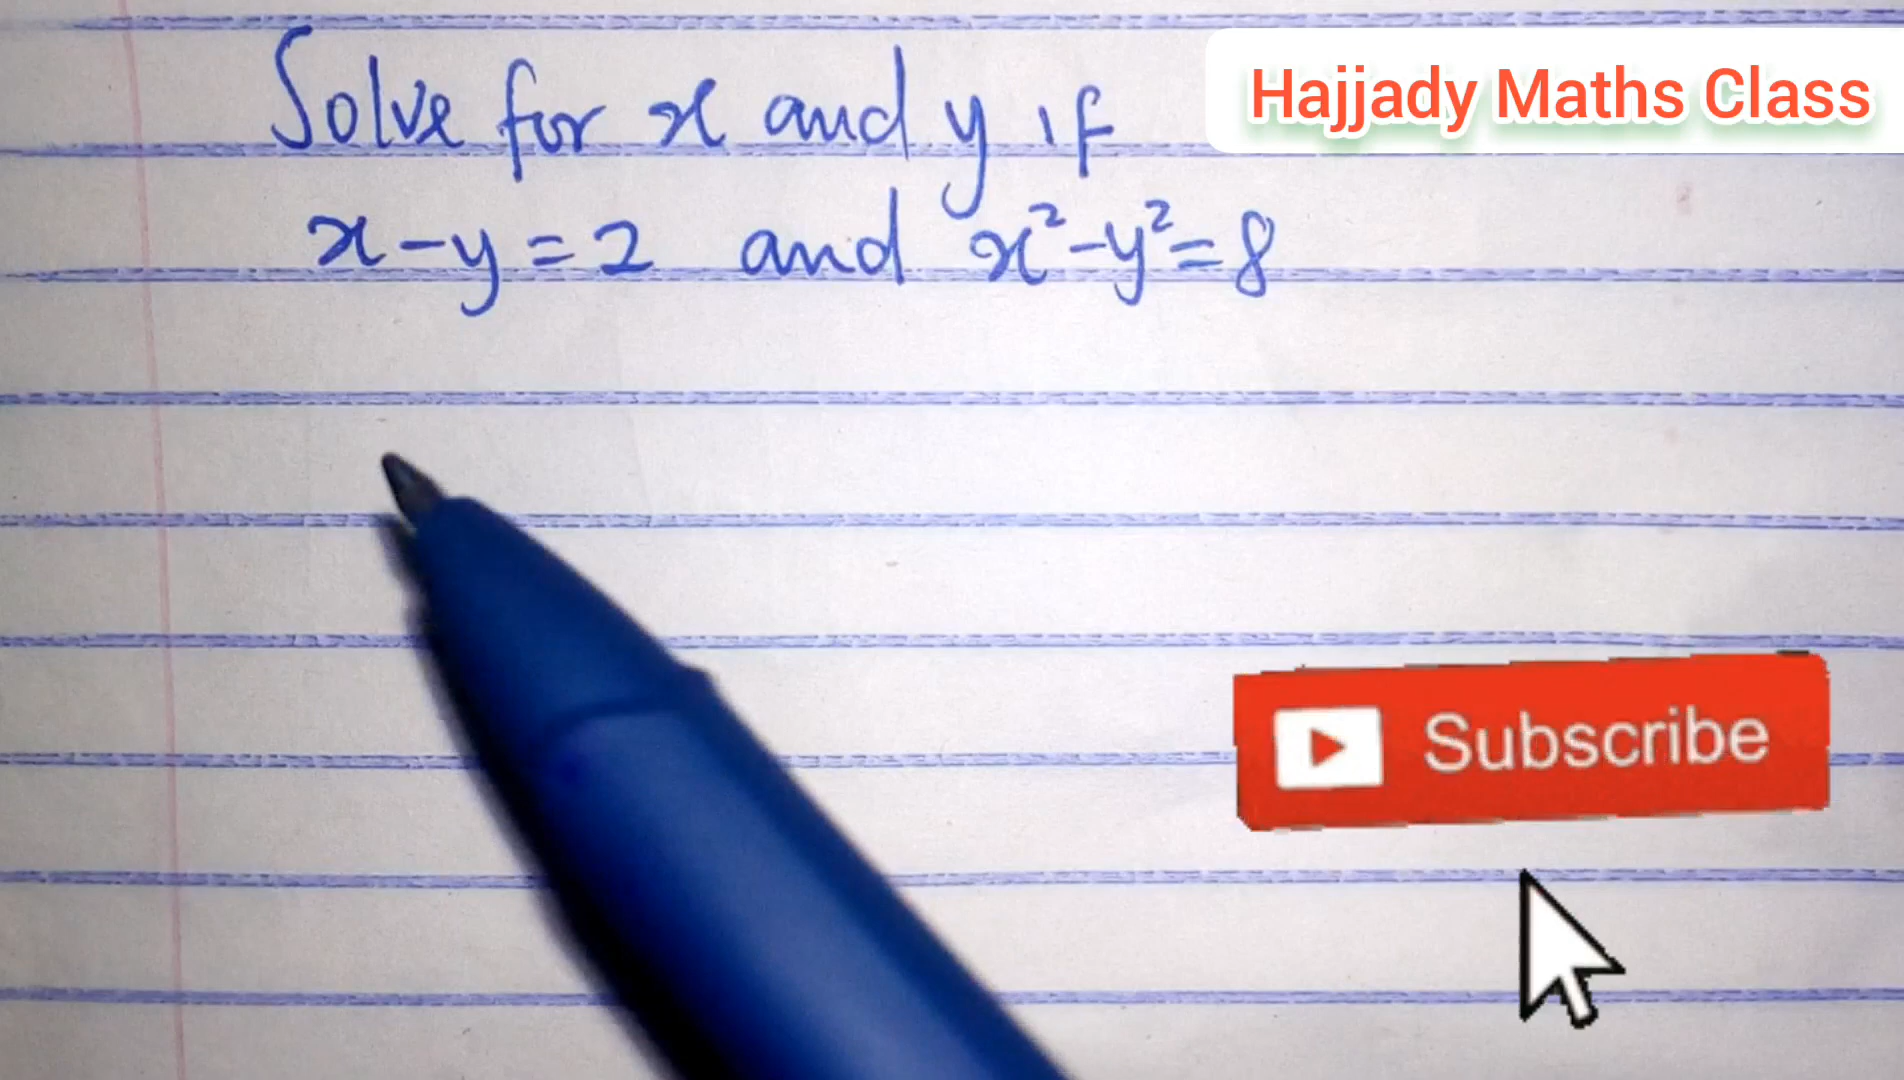 Solve for x and y if
Hajjady Maths Class
x-y=2 and x²-y²=8
Subscribe